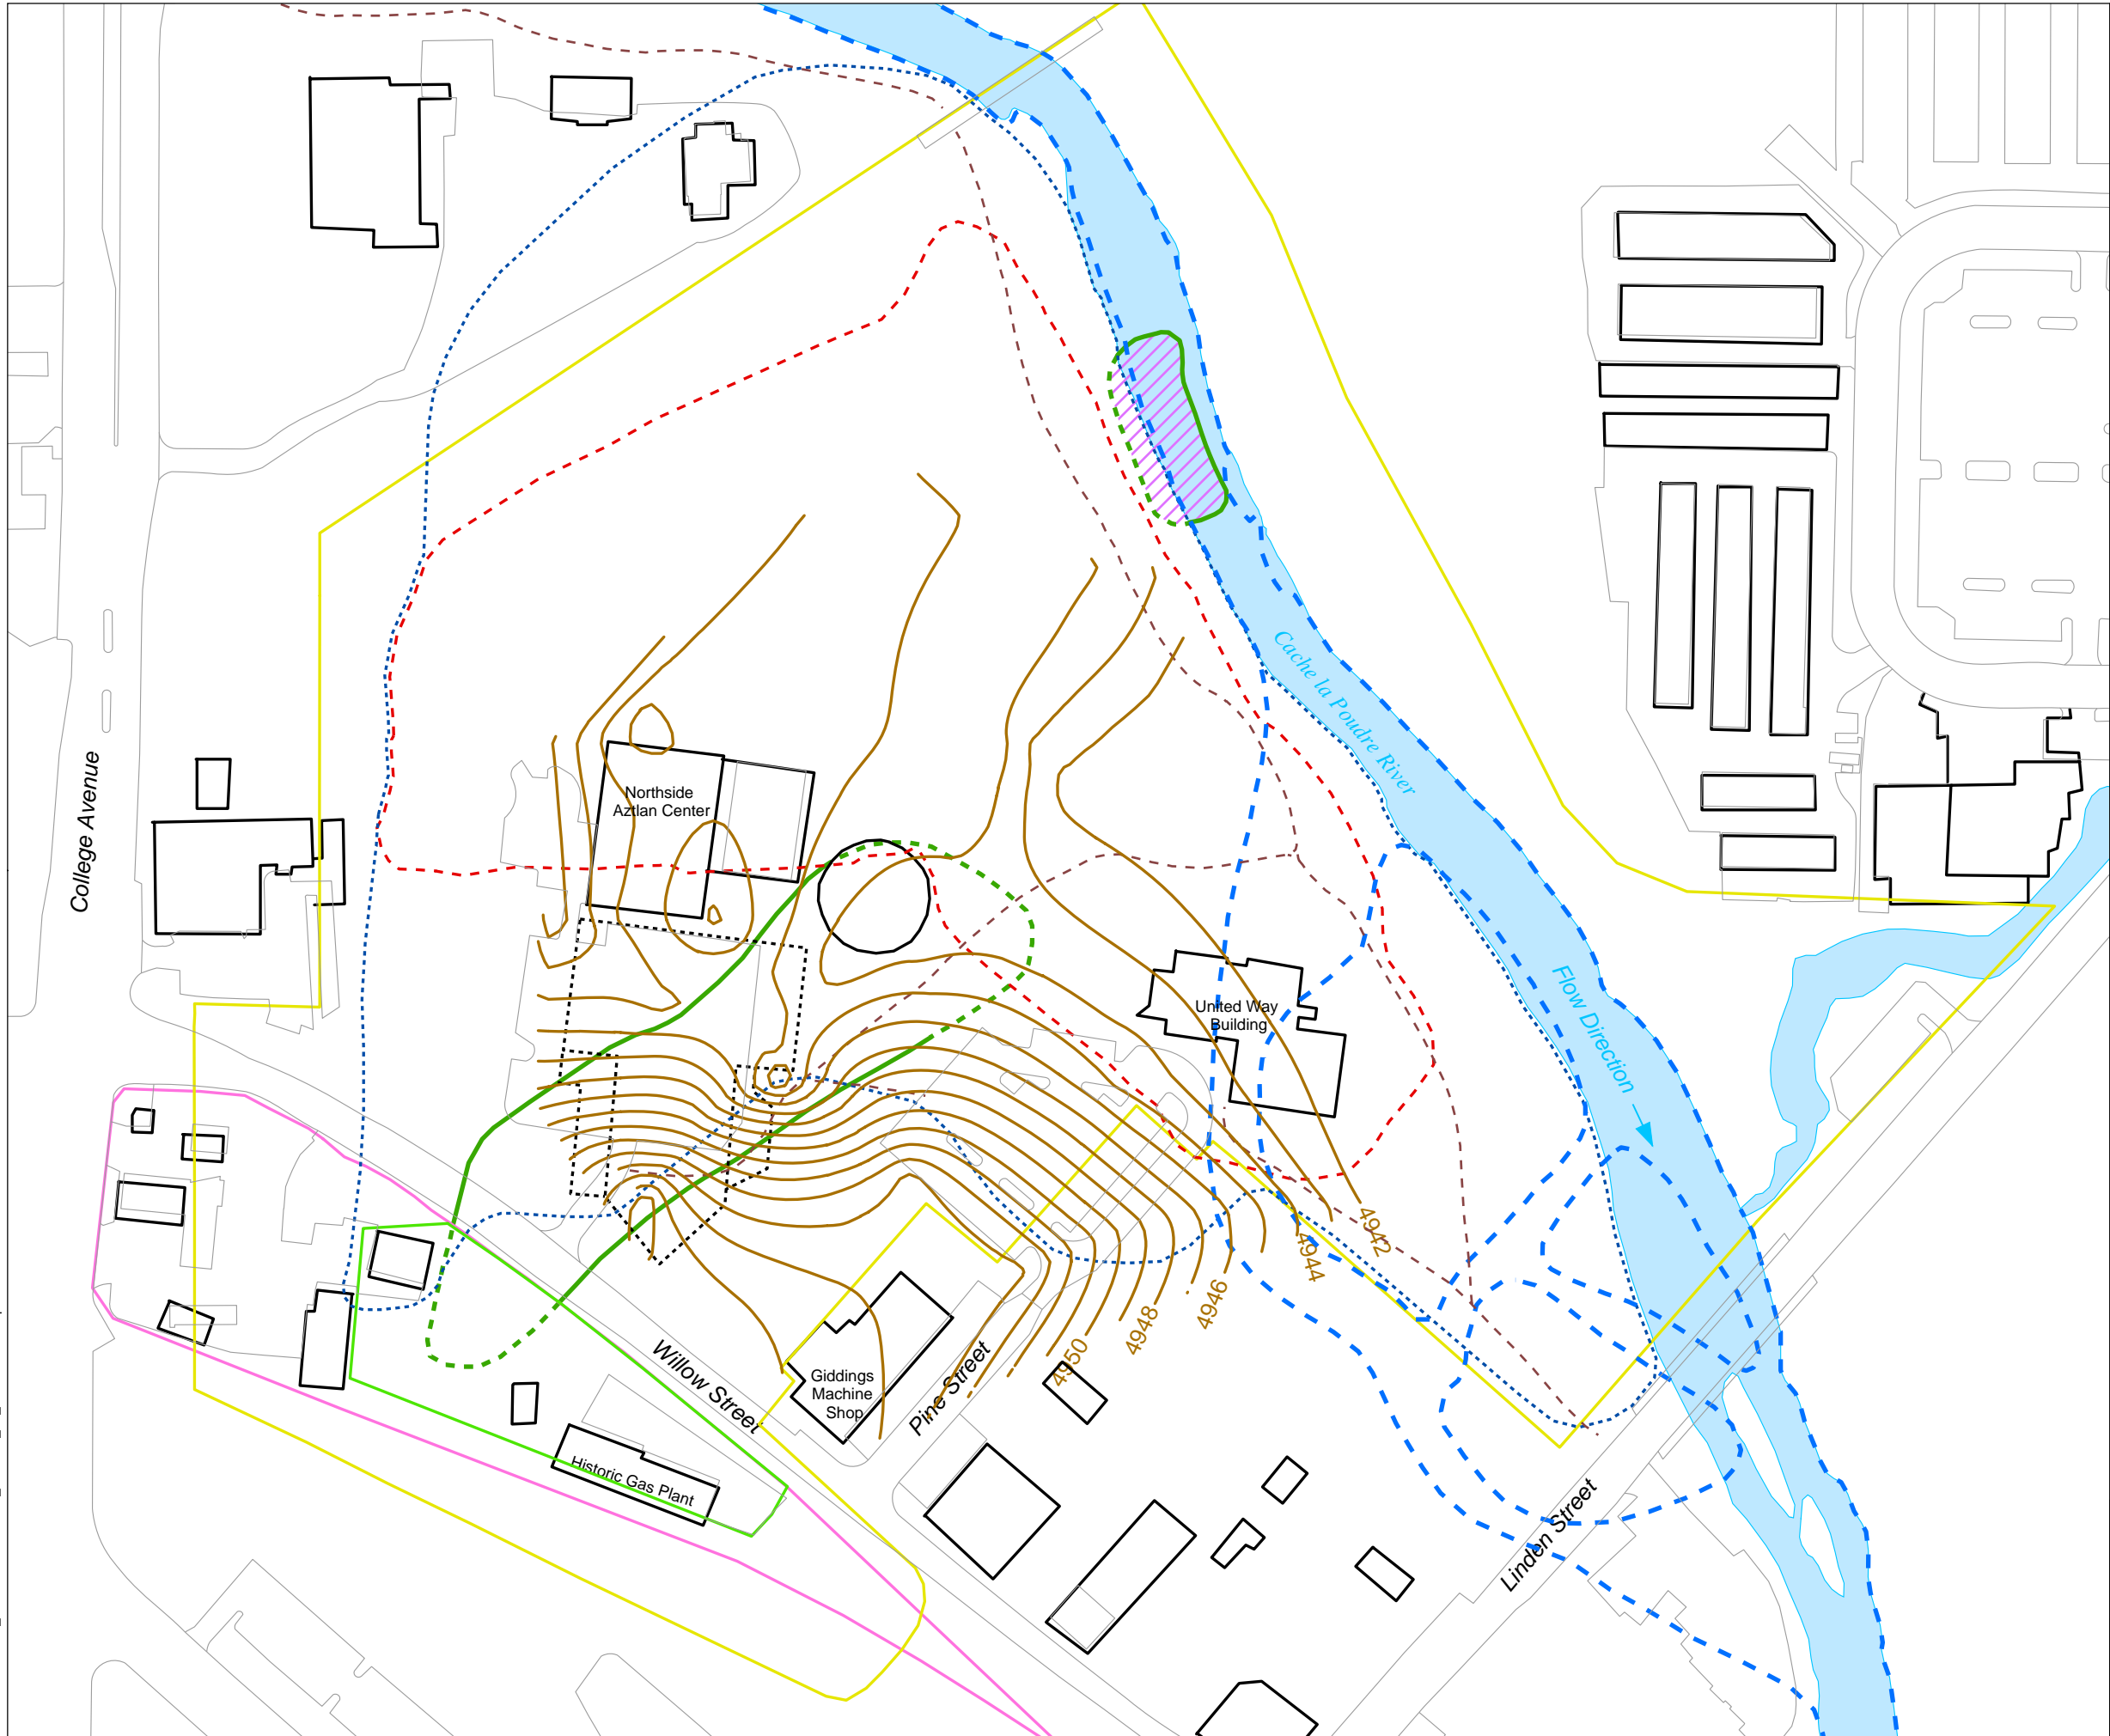 Cache la Poudre River
College Avenue
Northside
Aztlan Center
United Way
Building
Flow Direction
4942
4944
4946
4948
4950
Willow Street
Giddings
Machine
Shop
Pine Street
Historic Gas Plant
Linden Street